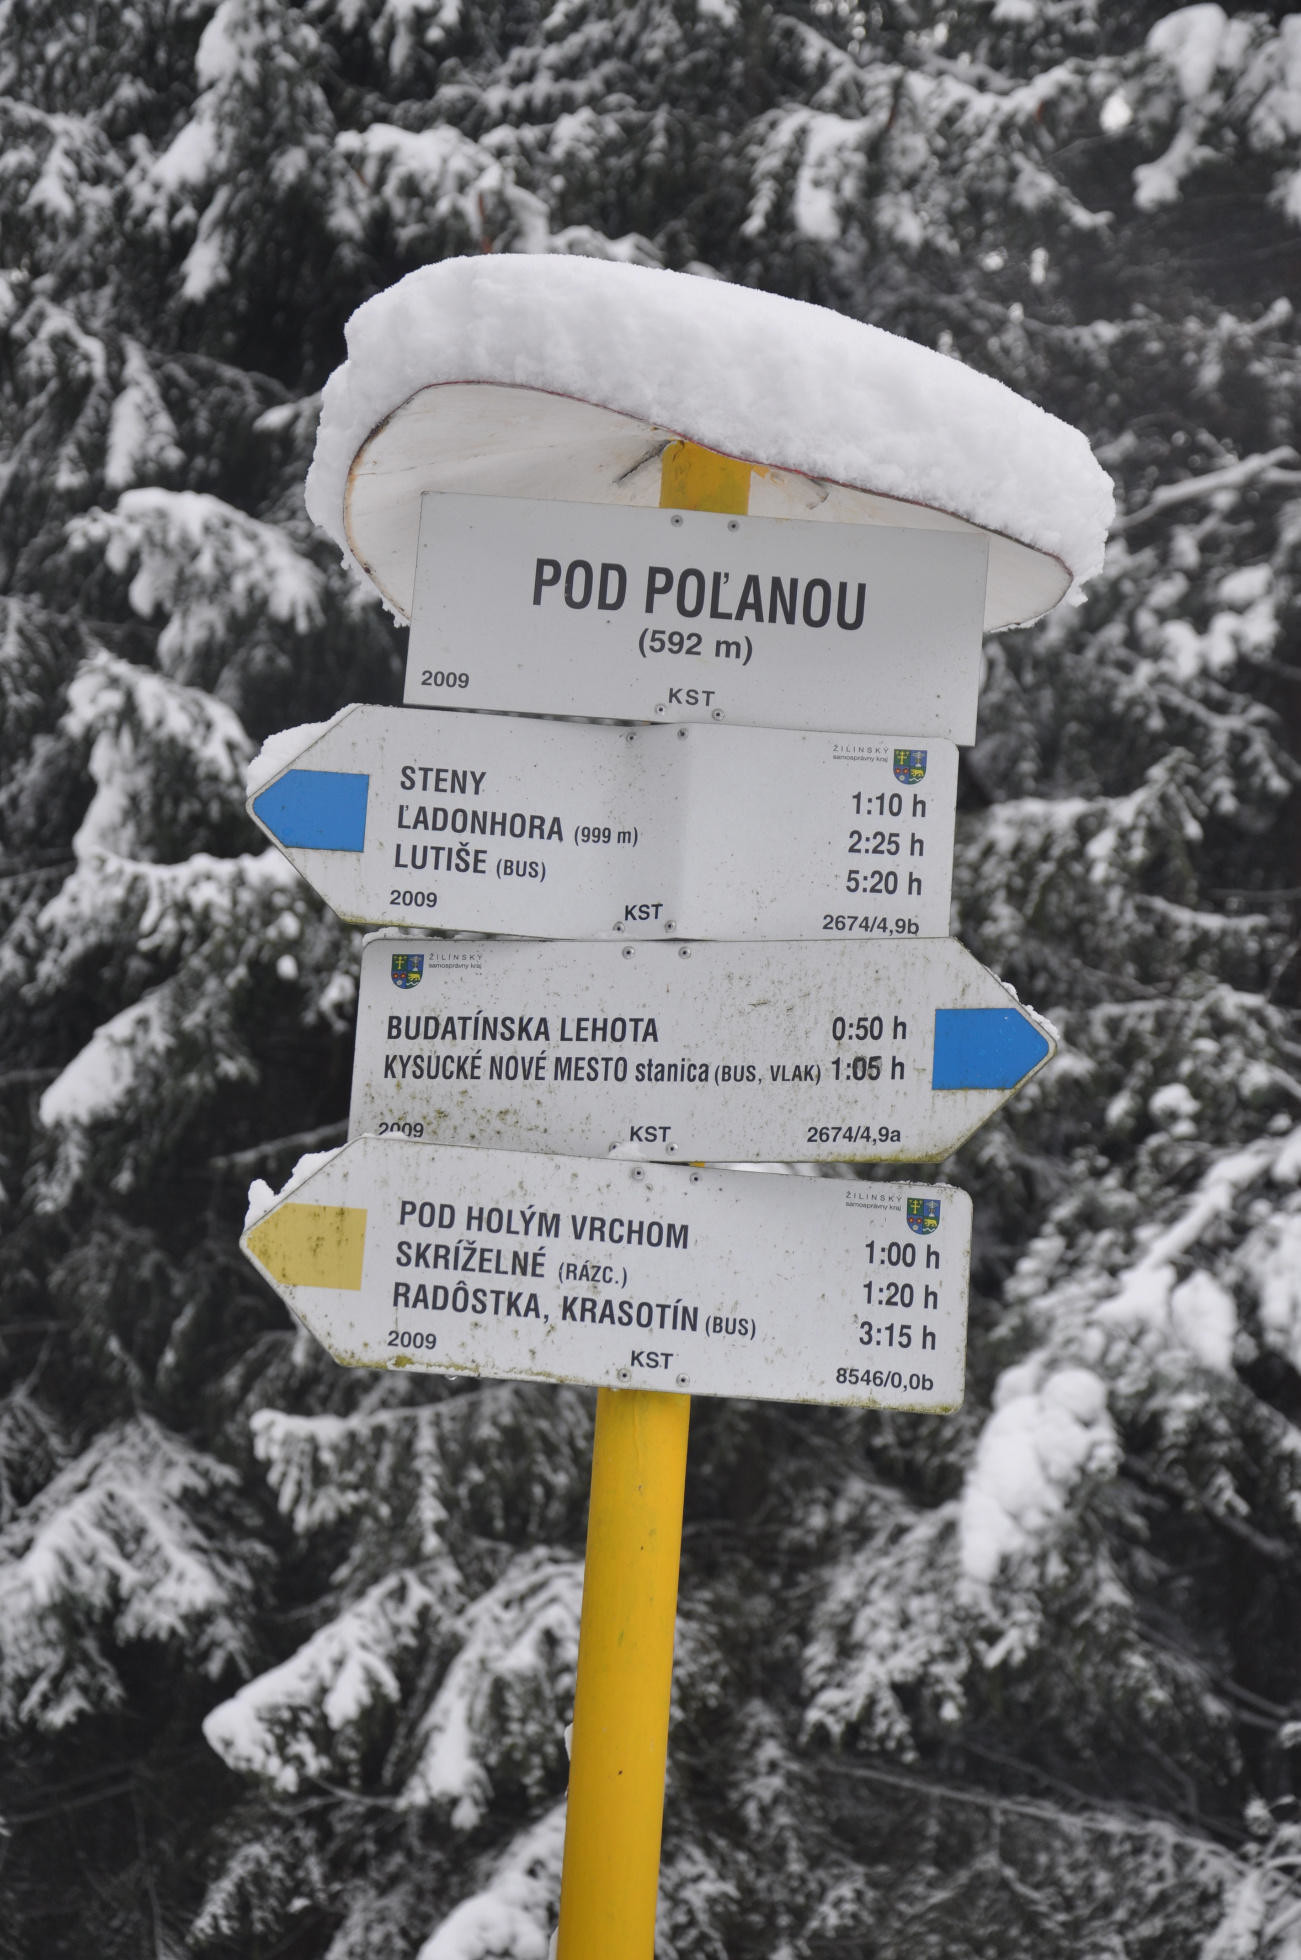 POD POĽANOU
(592 m)
2009
KST
ŽILINSKÝ
samosprávny kraj
STENY 1:10 h
ĽADONHORA (999 m) 2:25 h
LUTIŠE (BUS) 5:20 h
2009 KST 2674/4,9b
ŽILINSKÝ
samosprávny kraj
BUDATÍNSKA LEHOTA 0:50 h
KYSUCKÉ NOVÉ MESTO stanica (BUS, VLAK) 1:05 h
2009 KST 2674/4,9a
ŽILINSKÝ
samosprávny kraj
POD HOLÝM VRCHOM 1:00 h
SKRÍŽELNÉ (RÁZC.) 1:20 h
RADÔSTKA, KRASOTÍN (BUS) 3:15 h
2009 KST 8546/0,0b